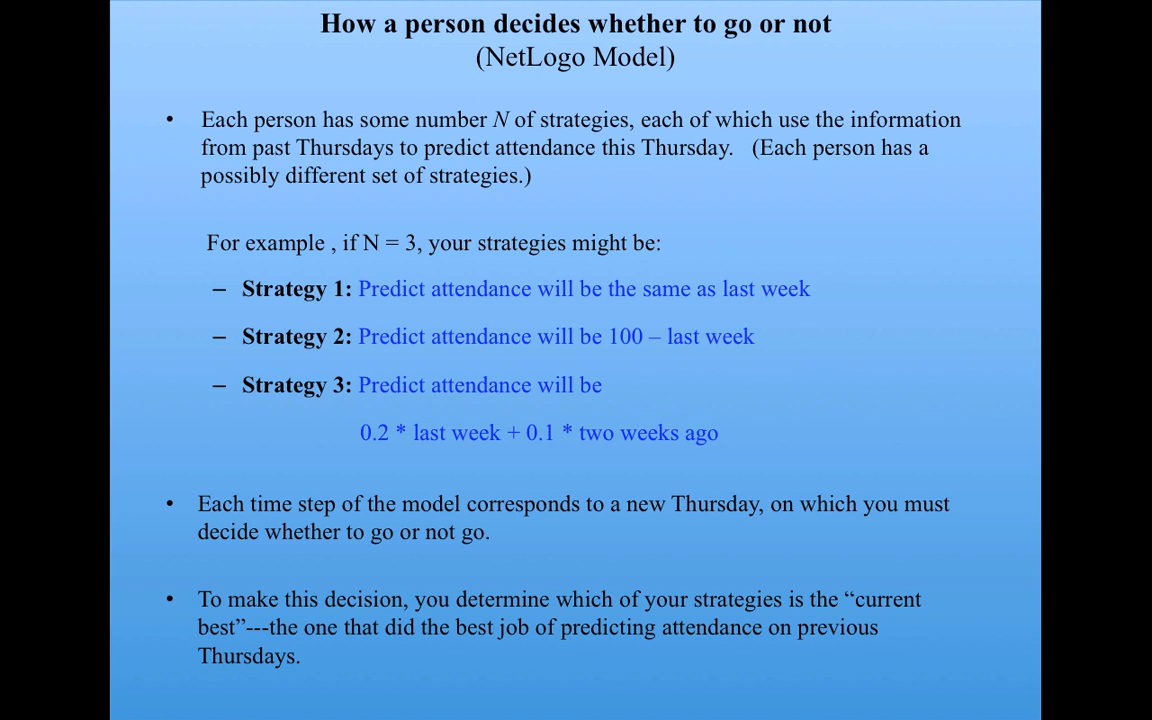 How a person decides whether to go or not
(NetLogo Model)
• Each person has some number N of strategies, each of which use the information
from past Thursdays to predict attendance this Thursday. (Each person has a
possibly different set of strategies.)
For example , if N = 3, your strategies might be:
– Strategy 1: Predict attendance will be the same as last week
– Strategy 2: Predict attendance will be 100 – last week
– Strategy 3: Predict attendance will be
0.2 * last week + 0.1 * two weeks ago
• Each time step of the model corresponds to a new Thursday, on which you must
decide whether to go or not go.
• To make this decision, you determine which of your strategies is the “current
best”---the one that did the best job of predicting attendance on previous
Thursdays.